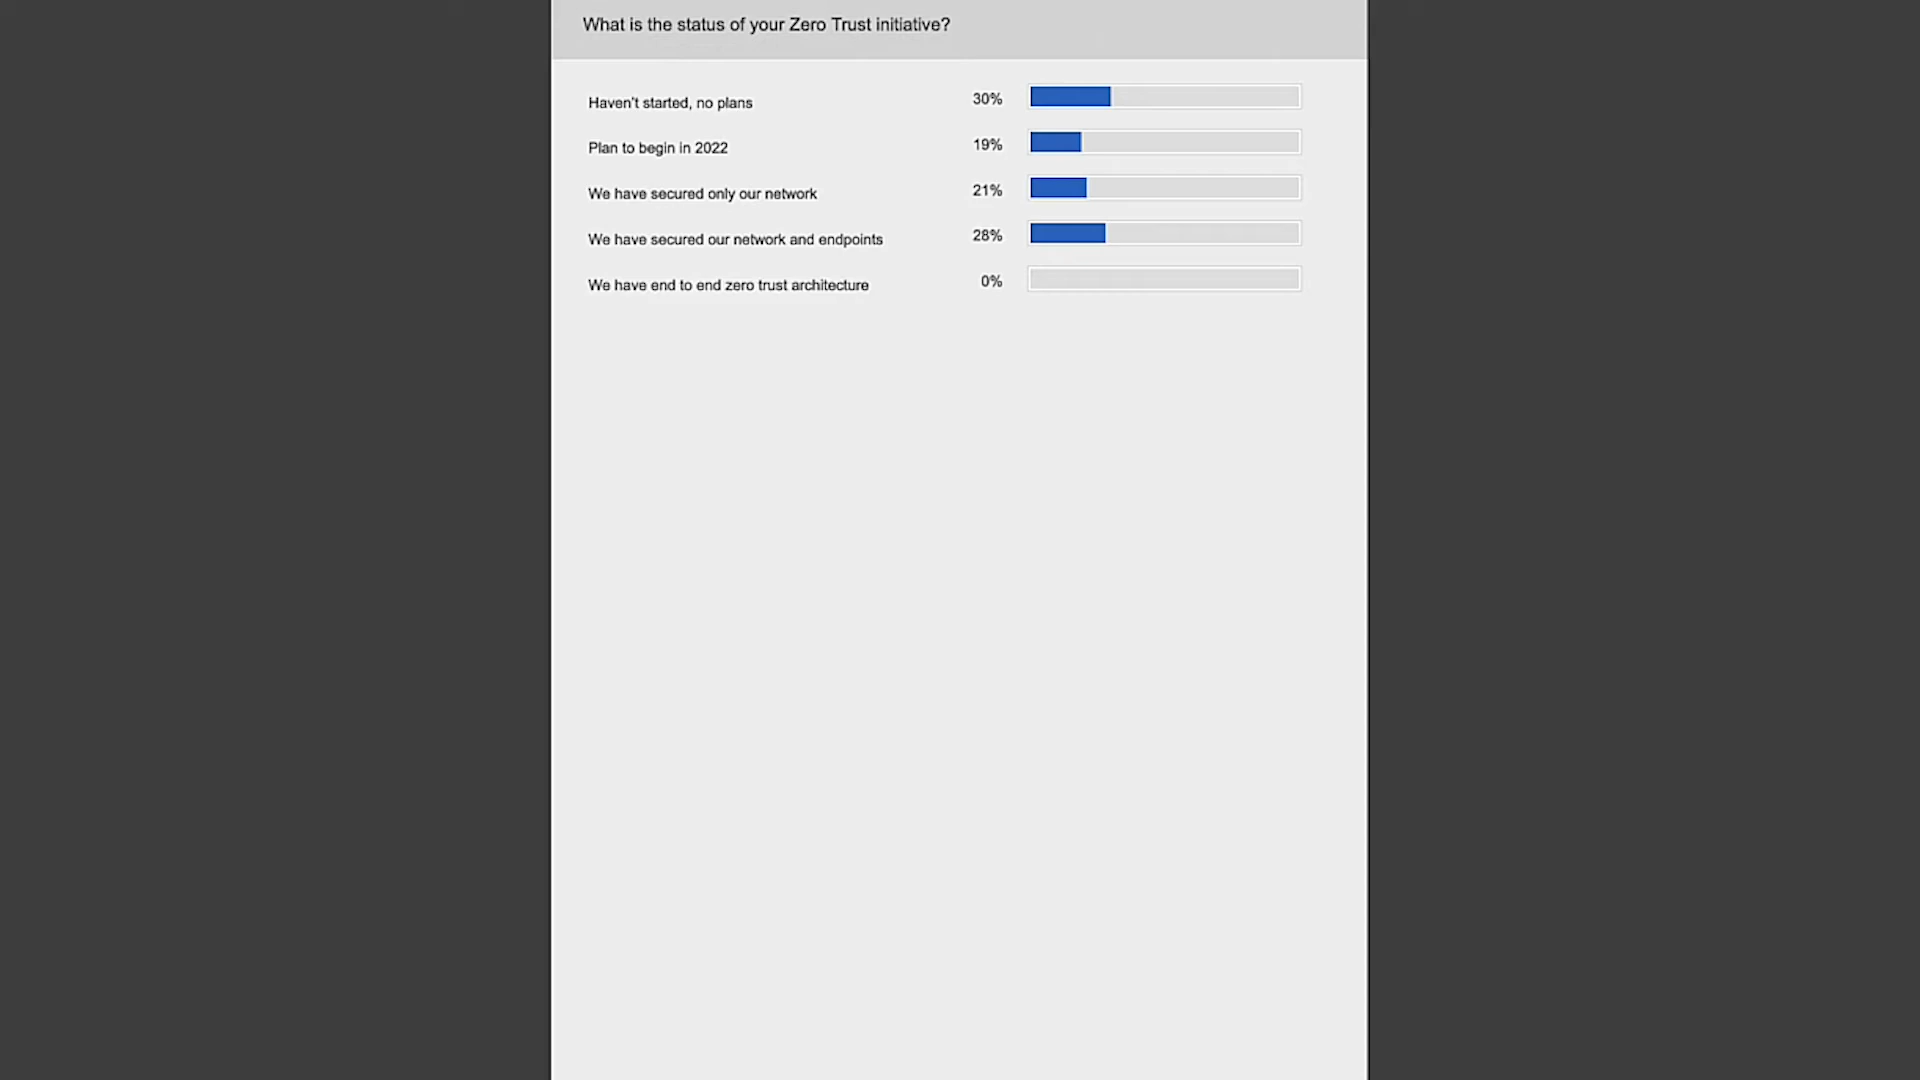 What is the status of your Zero Trust initiative?
Haven't started, no plans 30%
Plan to begin in 2022 19%
We have secured only our network 21%
We have secured our network and endpoints 28%
We have end to end zero trust architecture 0%